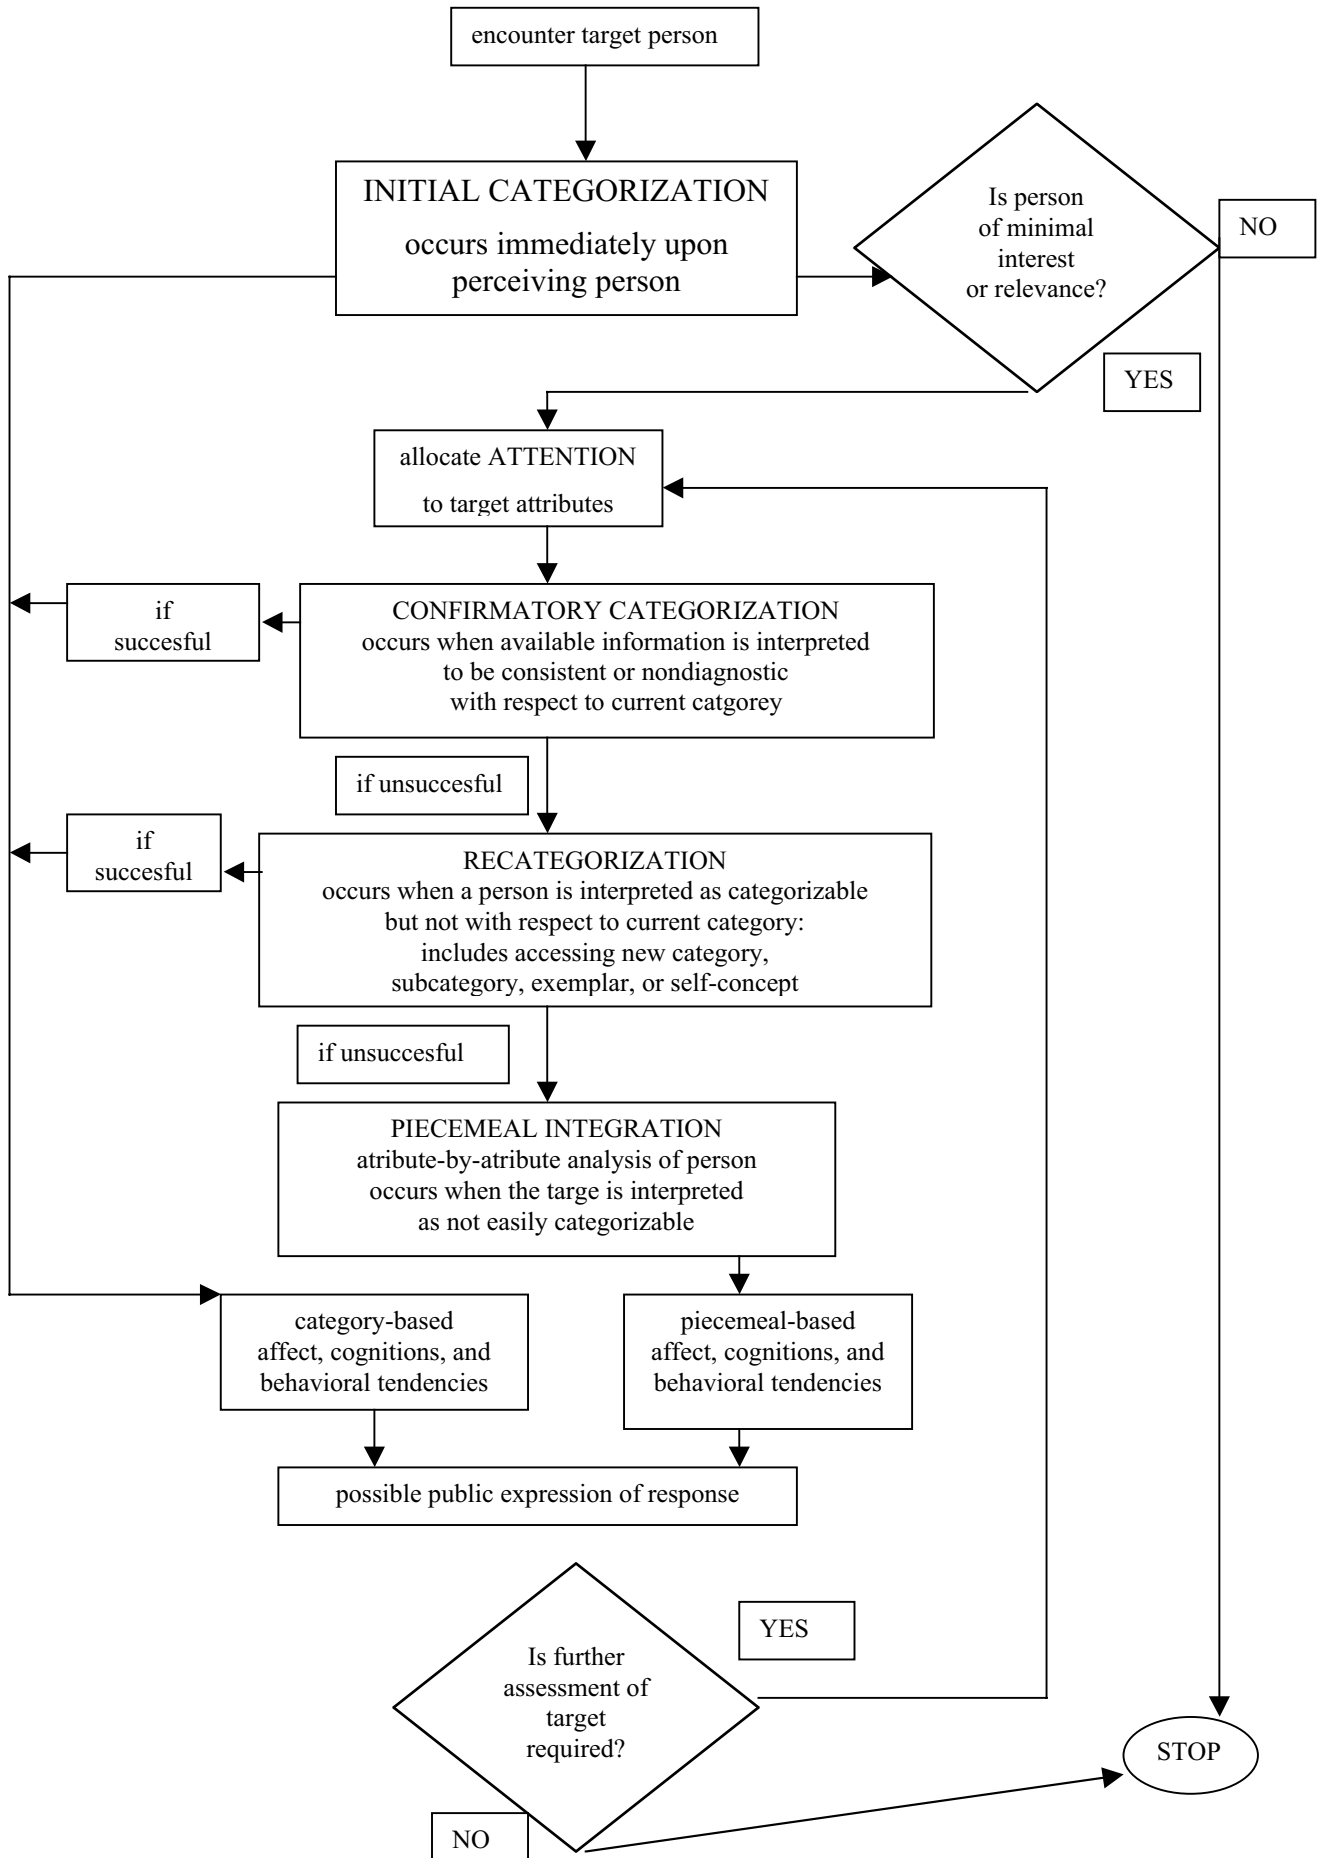 encounter target person
INITIAL CATEGORIZATION
occurs immediately upon
perceiving person
Is person
of minimal
interest
or relevance?
NO
YES
allocate ATTENTION
to target attributes
if
succesful
CONFIRMATORY CATEGORIZATION
occurs when available information is interpreted
to be consistent or nondiagnostic
with respect to current catgorey
if unsuccesful
if
succesful
RECATEGORIZATION
occurs when a person is interpreted as categorizable
but not with respect to current category:
includes accessing new category,
subcategory, exemplar, or self-concept
if unsuccesful
PIECEMEAL INTEGRATION
atribute-by-atribute analysis of person
occurs when the targe is interpreted
as not easily categorizable
category-based
affect, cognitions, and
behavioral tendencies
piecemeal-based
affect, cognitions, and
behavioral tendencies
possible public expression of response
YES
Is further
assessment of
target
required?
STOP
NO